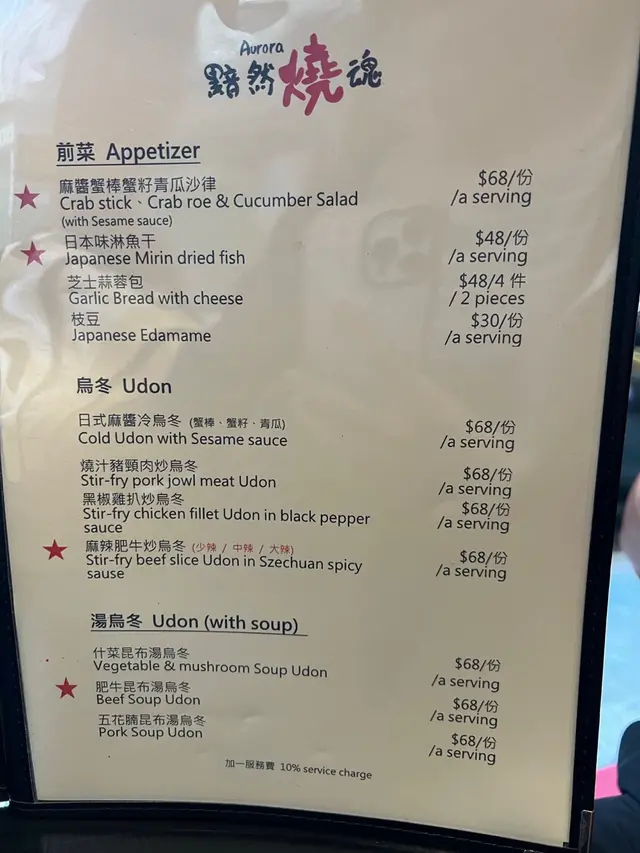 Aurora
黯然燒魂
前菜 Appetizer
麻醬蟹棒蟹籽青瓜沙律 $68/份
Crab stick、Crab roe & Cucumber Salad /a serving
(with Sesame sauce)
日本味淋魚干 $48/份
Japanese Mirin dried fish /a serving
芝士蒜蓉包 $48/4 件
Garlic Bread with cheese / 2 pieces
枝豆 $30/份
Japanese Edamame /a serving
烏冬 Udon
日式麻醬冷烏冬 (蟹棒、蟹籽、青瓜) $68/份
Cold Udon with Sesame sauce /a serving
燒汁豬頸肉炒烏冬 $68/份
Stir-fry pork jowl meat Udon /a serving
黑椒雞扒炒烏冬 $68/份
Stir-fry chicken fillet Udon in black pepper /a serving
sauce
麻辣肥牛炒烏冬 (少辣 / 中辣 / 大辣) $68/份
Stir-fry beef slice Udon in Szechuan spicy /a serving
sause
湯烏冬 Udon (with soup)
什菜昆布湯烏冬 $68/份
Vegetable & mushroom Soup Udon /a serving
肥牛昆布湯烏冬 $68/份
Beef Soup Udon /a serving
五花腩昆布湯烏冬 $68/份
Pork Soup Udon /a serving
加一服務費 10% service charge